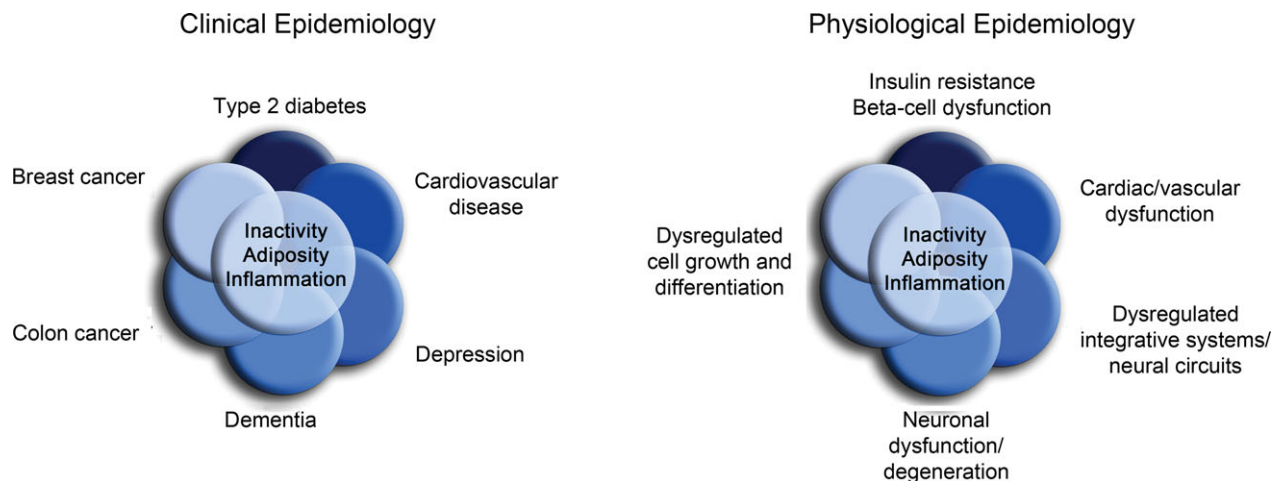 Clinical Epidemiology
Type 2 diabetes
Breast cancer
Cardiovascular
disease
Inactivity
Adiposity
Inflammation
Colon cancer
Depression
Dementia
Physiological Epidemiology
Insulin resistance
Beta-cell dysfunction
Cardiac/vascular
dysfunction
Dysregulated
cell growth and
differentiation
Inactivity
Adiposity
Inflammation
Dysregulated
integrative systems/
neural circuits
Neuronal
dysfunction/
degeneration